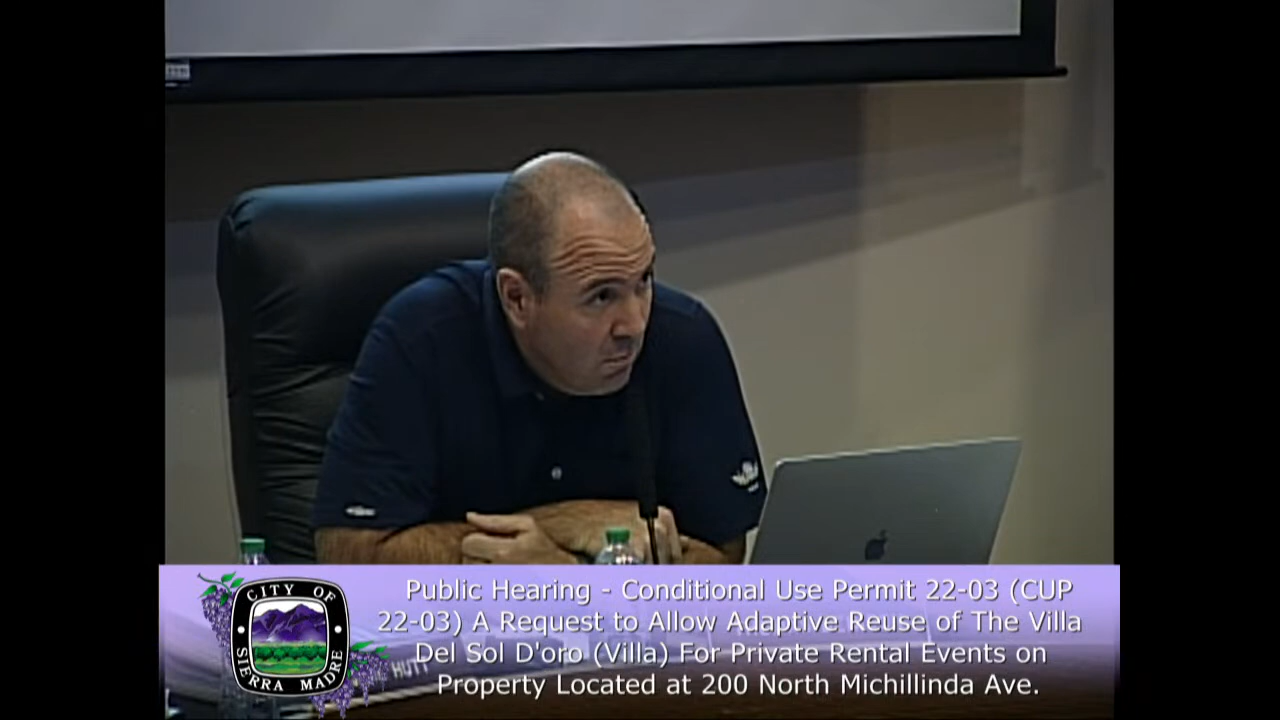 Public Hearing - Conditional Use Permit 22-03 (CUP
22-03) A Request to Allow Adaptive Reuse of The Villa
Del Sol D'oro (Villa) For Private Rental Events on
Property Located at 200 North Michillinda Ave.
CITY OF
SIERRA MADRE
HUTT